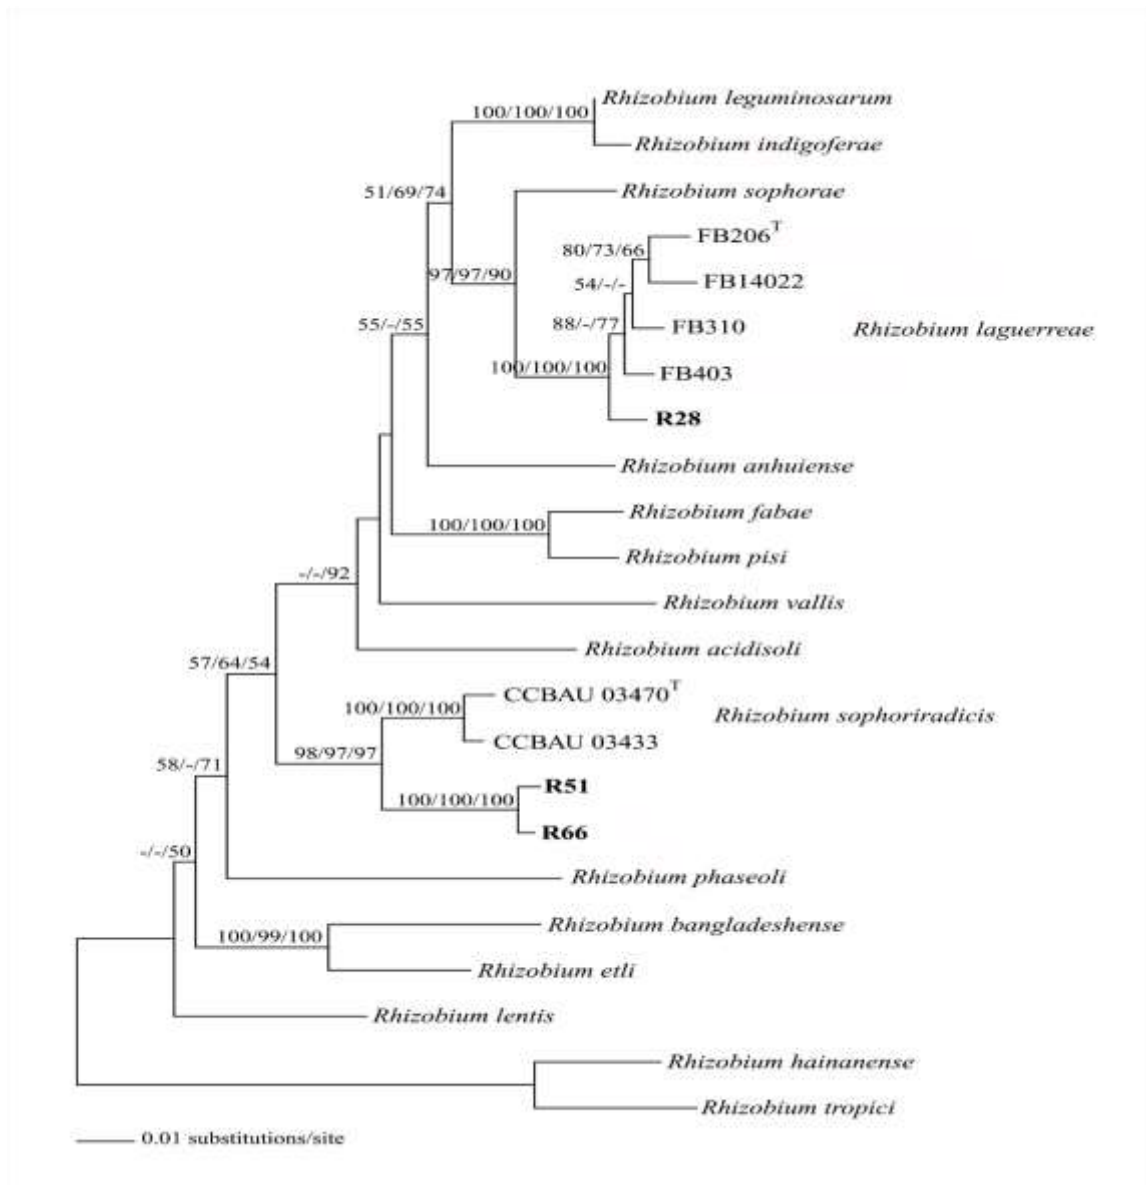 Rhizobium leguminosarum
100/100/100
Rhizobium indigoferae
51/69/74
Rhizobium sophorae
FB206T
80/73/66
97/97/90
FB14022
54/-/-
55/-/55
88/-/77
FB310
Rhizobium laguerreae
100/100/100
FB403
R28
Rhizobium anhuiense
Rhizobium fabae
100/100/100
Rhizobium pisi
-/-/92
Rhizobium vallis
Rhizobium acidisoli
57/64/54
CCBAU 03470T
100/100/100
Rhizobium sophoriradicis
CCBAU 03433
98/97/97
58/-/71
R51
100/100/100
R66
-/-/50
Rhizobium phaseoli
Rhizobium bangladeshense
100/99/100
Rhizobium etli
Rhizobium lentis
Rhizobium hainanense
Rhizobium tropici
0.01 substitutions/site